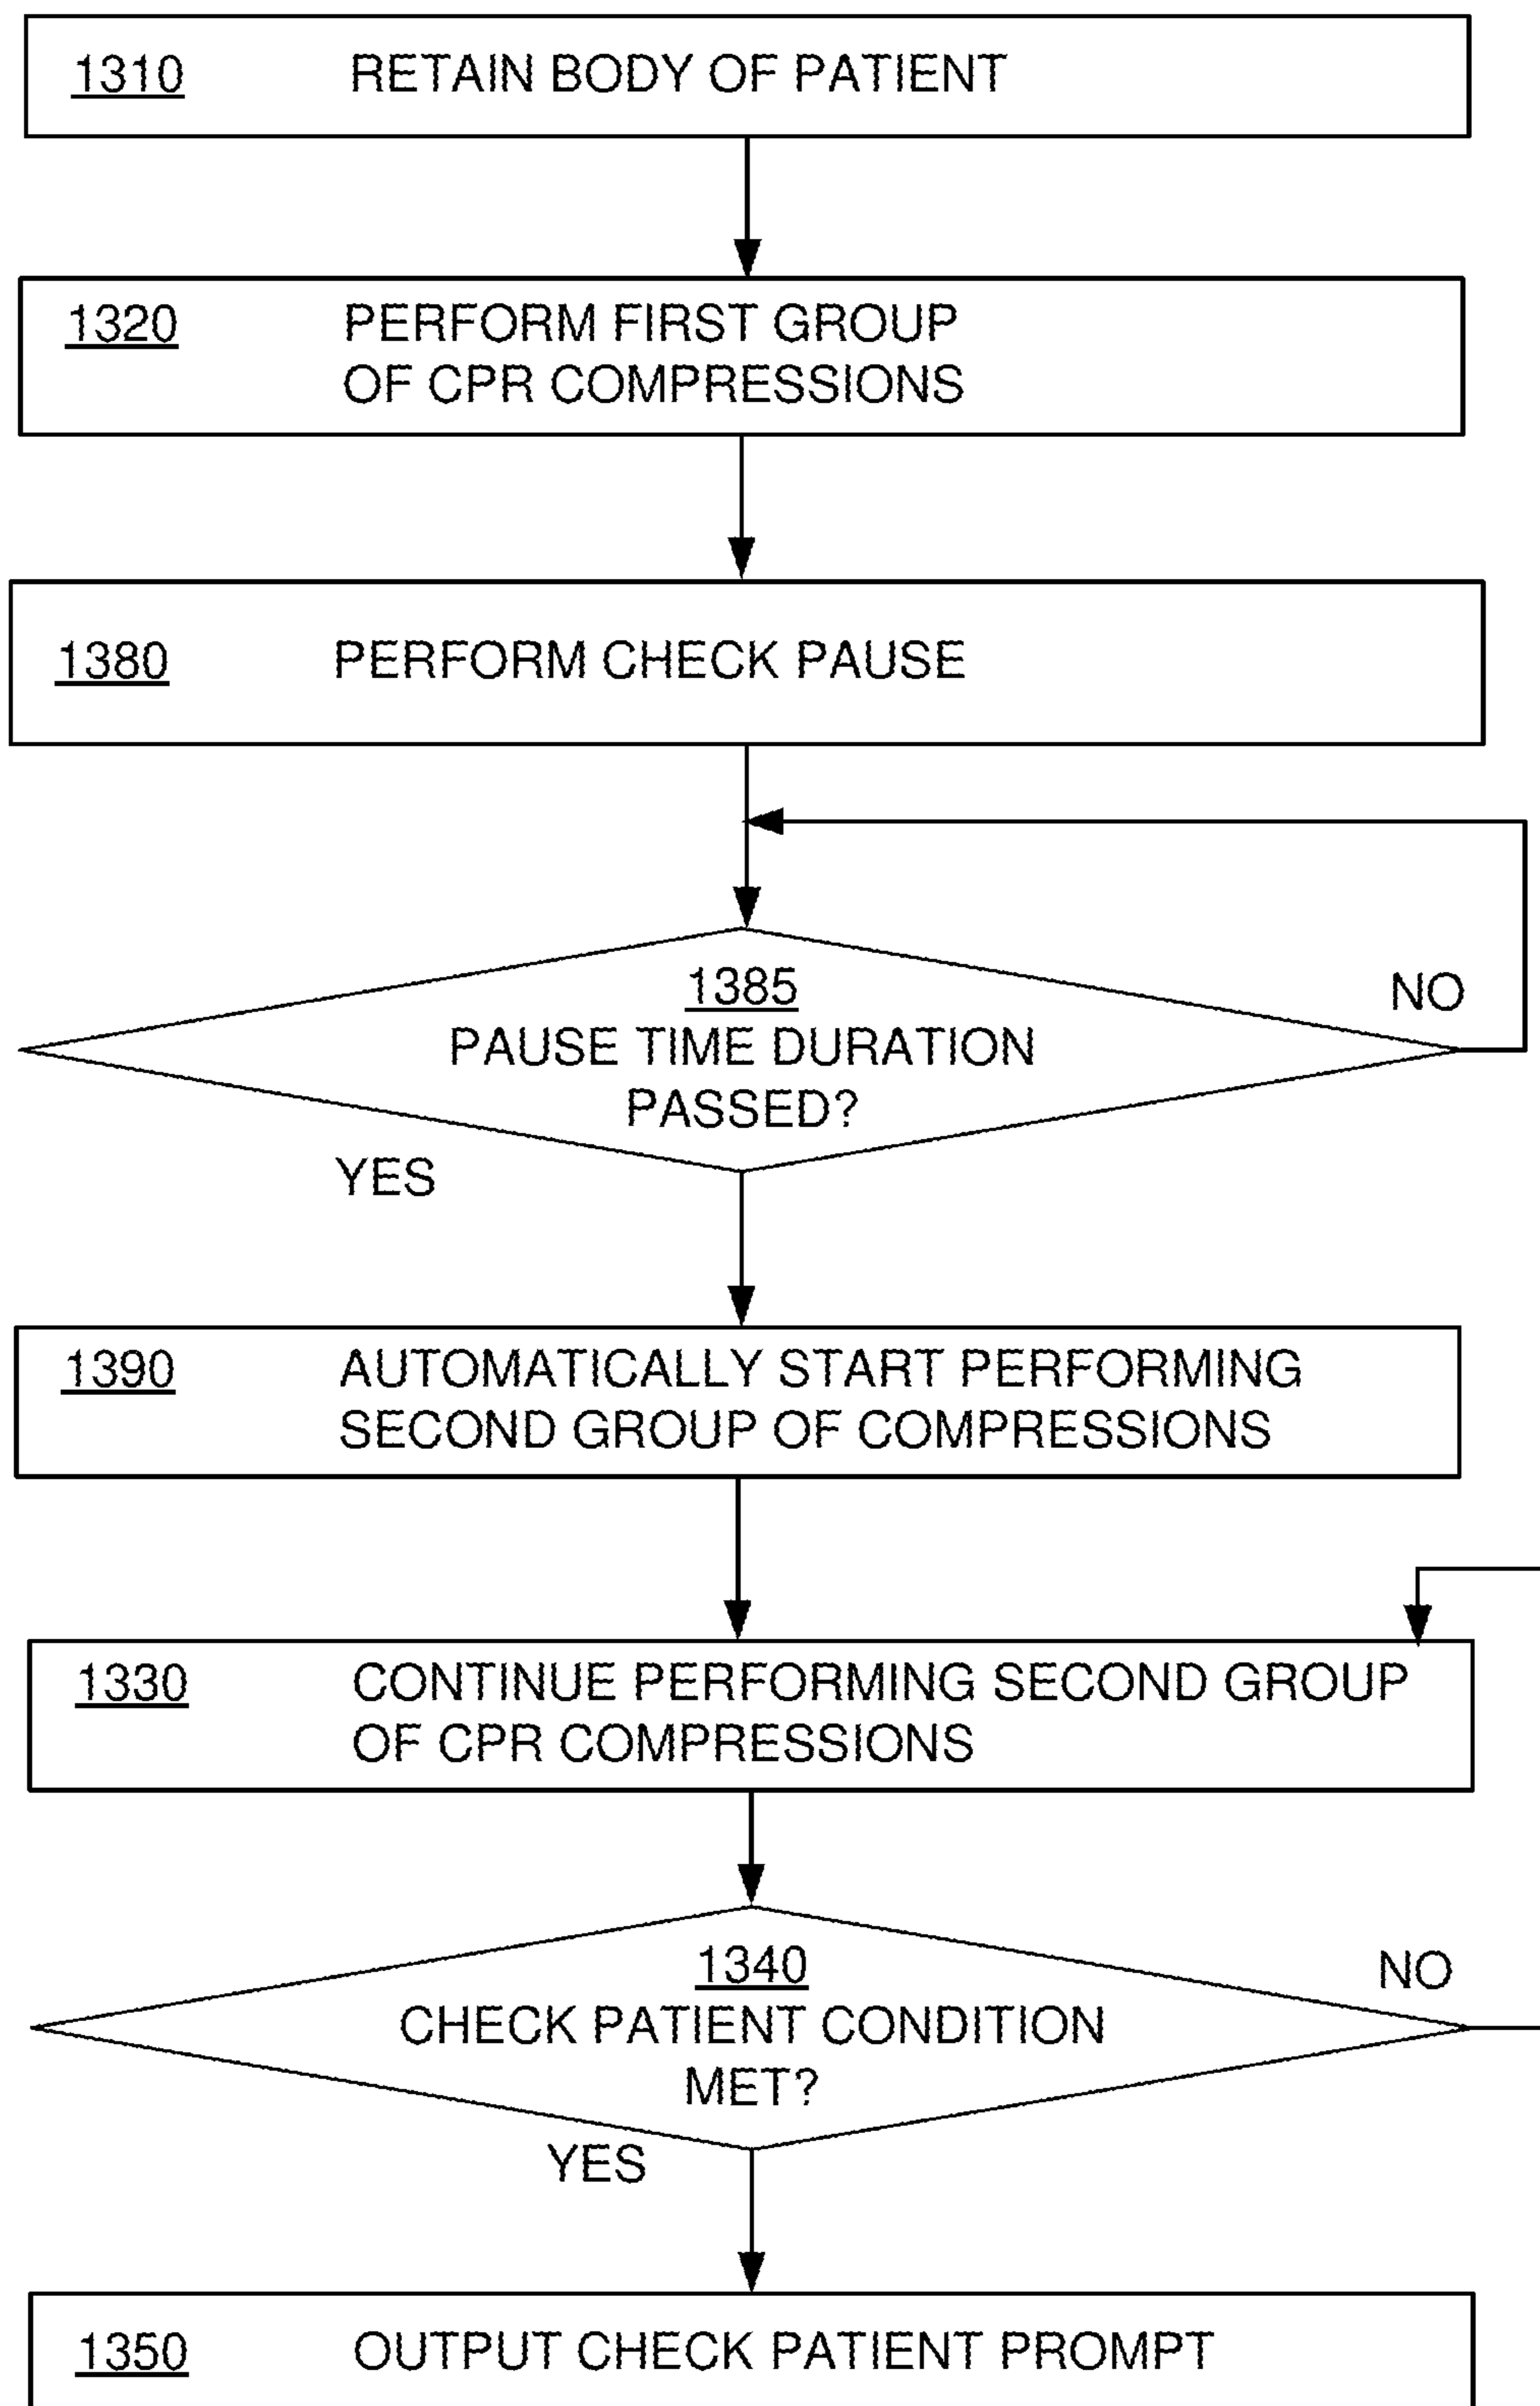 1310 RETAIN BODY OF PATIENT
1320 PERFORM FIRST GROUP
OF CPR COMPRESSIONS
1380 PERFORM CHECK PAUSE
1385
NO
PAUSE TIME DURATION
PASSED?
YES
1390 AUTOMATICALLY START PERFORMING
SECOND GROUP OF COMPRESSIONS
1330 CONTINUE PERFORMING SECOND GROUP
OF CPR COMPRESSIONS
1340
NO
CHECK PATIENT CONDITION
MET?
YES
1350 OUTPUT CHECK PATIENT PROMPT